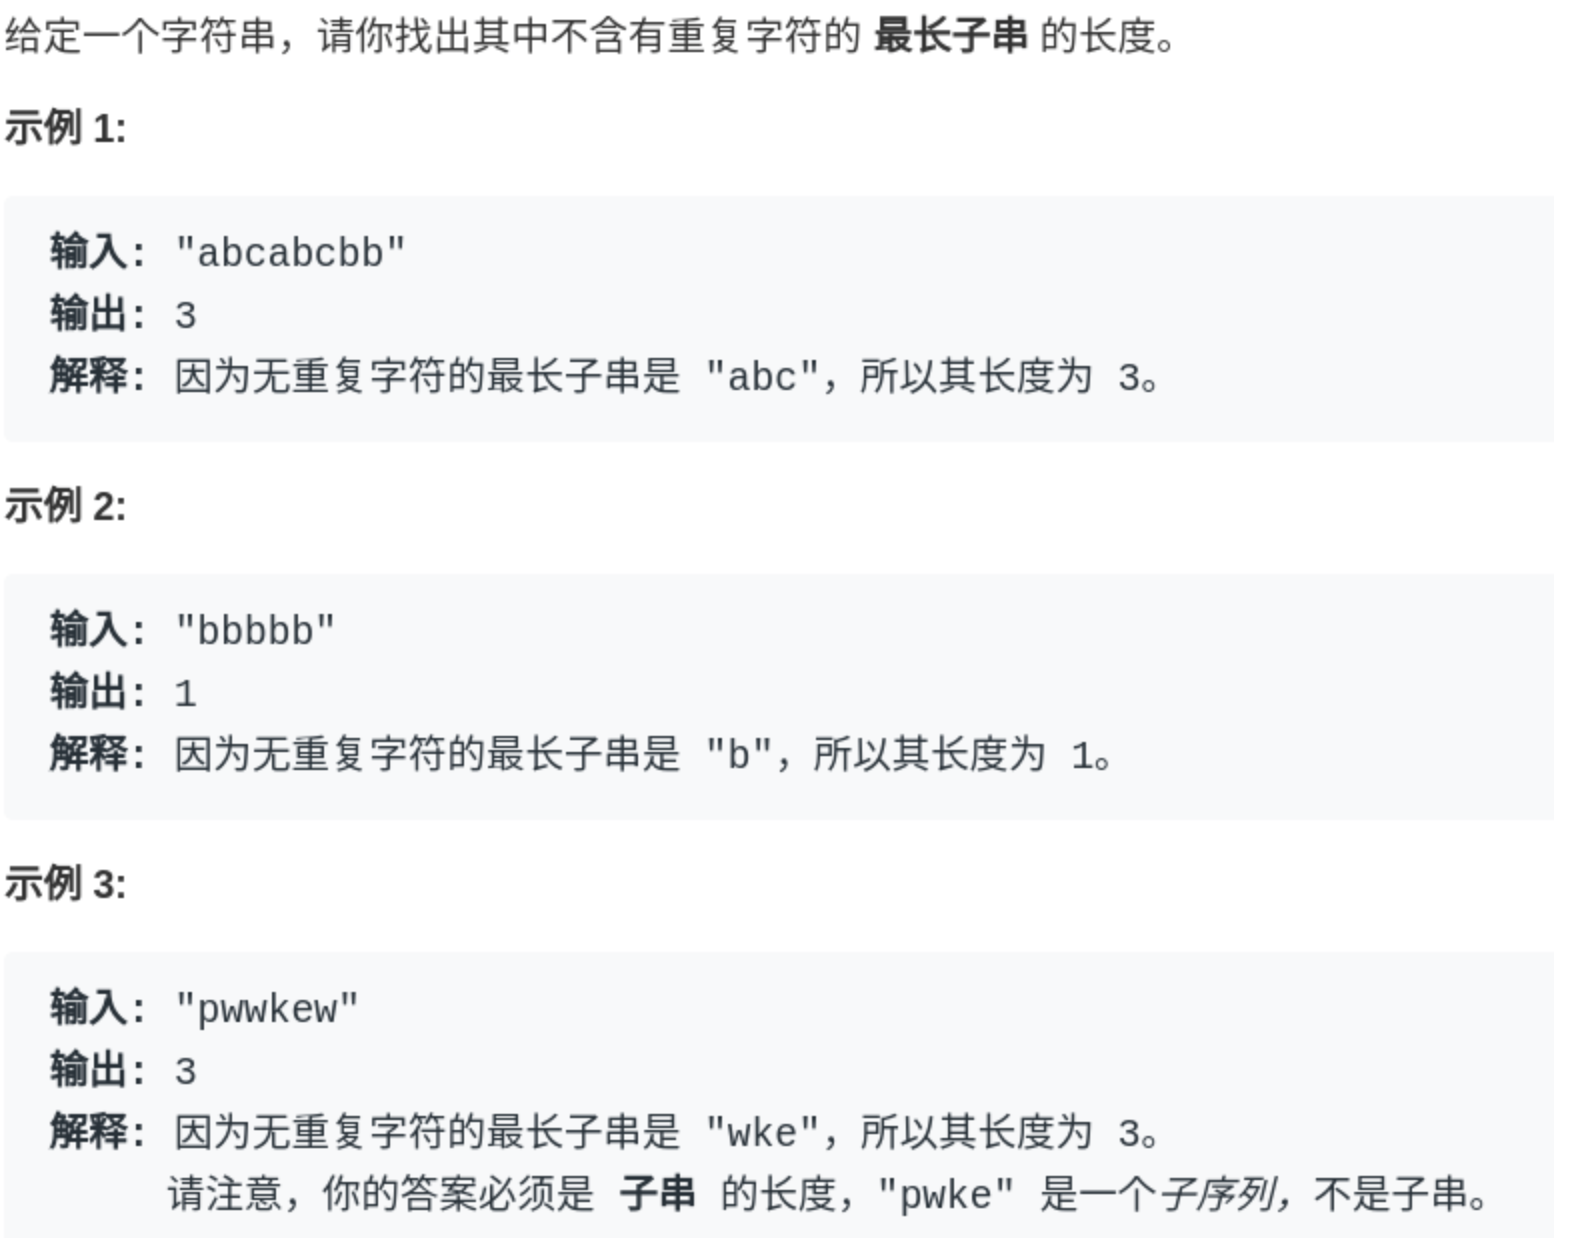 给定一个字符串，请你找出其中不含有重复字符的 最长子串 的长度。
示例 1:
输入: "abcabcbb"
输出: 3
解释: 因为无重复字符的最长子串是 "abc"，所以其长度为 3。
示例 2:
输入: "bbbbb"
输出: 1
解释: 因为无重复字符的最长子串是 "b"，所以其长度为 1。
示例 3:
输入: "pwwkew"
输出: 3
解释: 因为无重复字符的最长子串是 "wke"，所以其长度为 3。
请注意，你的答案必须是 子串 的长度，"pwke" 是一个子序列，不是子串。